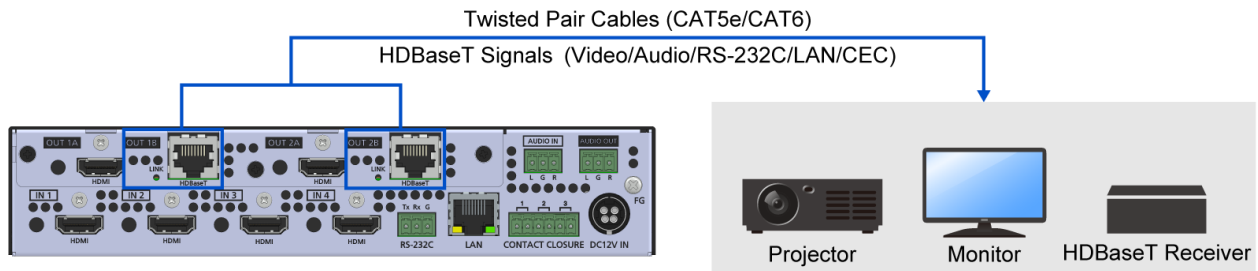 Twisted Pair Cables (CAT5e/CAT6)
HDBaseT Signals (Video/Audio/RS-232C/LAN/CEC)
OUT 1A OUT 1B OUT 2A OUT 2B AUDIO IN AUDIO OUT
LINK LINK
HDMI HDBaseT HDMI HDBaseT L G R L G R
IN 1 IN 2 IN 3 IN 4 Tx Rx G 1 2 3 FG
HDMI HDMI HDMI HDMI RS-232C LAN CONTACT CLOSURE DC12V IN
Projector Monitor HDBaseT Receiver